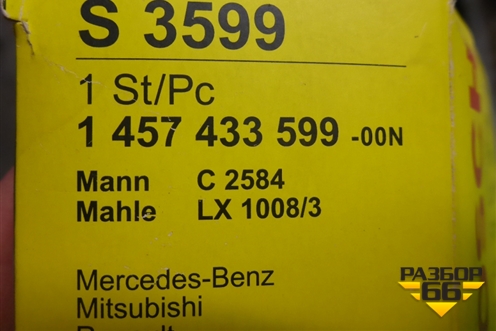 S 3599
1 St/Pc
1 457 433 599 -00N
Mann C 2584
Mahle LX 1008/3
Mercedes-Benz
Mitsubishi
РАЗБОР
66